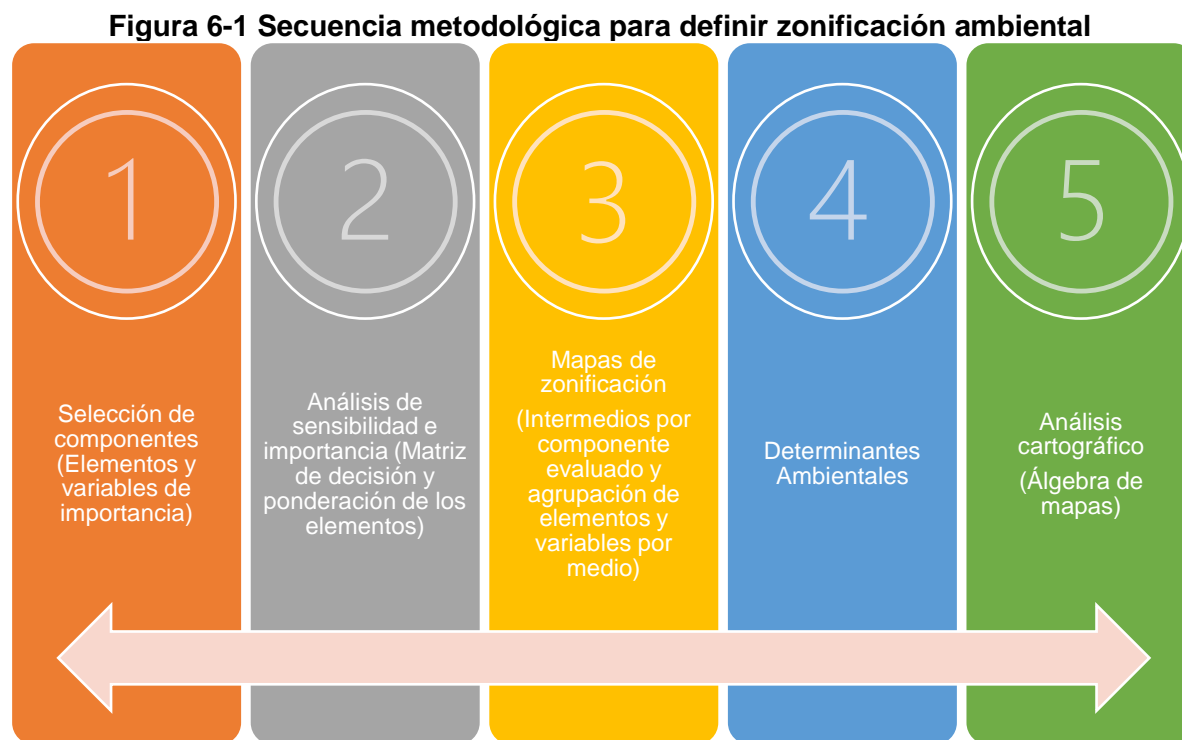 Figura 6-1 Secuencia metodológica para definir zonificación ambiental
1
Selección de
componentes
(Elementos y
variables de
importancia)
2
Análisis de
sensibilidad e
importancia (Matriz
de decisión y
ponderación de los
elementos)
3
Mapas de
zonificación
(Intermedios por
componente
evaluado y
agrupación de
elementos y
variables por
medio)
4
Determinantes
Ambientales
5
Análisis
cartográfico
(Álgebra de
mapas)